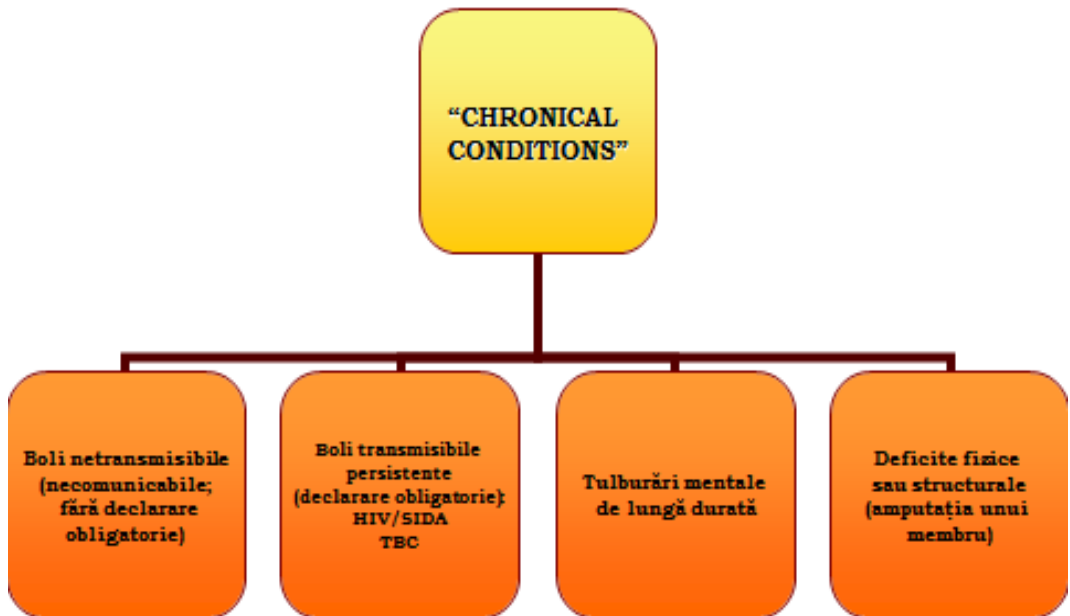 “CHRONICAL
CONDITIONS”
Boli netransmisibile
(necomunicabile;
fără declarare
obligatorie)
Boli transmisibile
persistente
(declarare obligatorie):
HIV/SIDA
TBC
Tulburări mentale
de lungă durată
Deficite fizice
sau structurale
(amputația unui
membru)